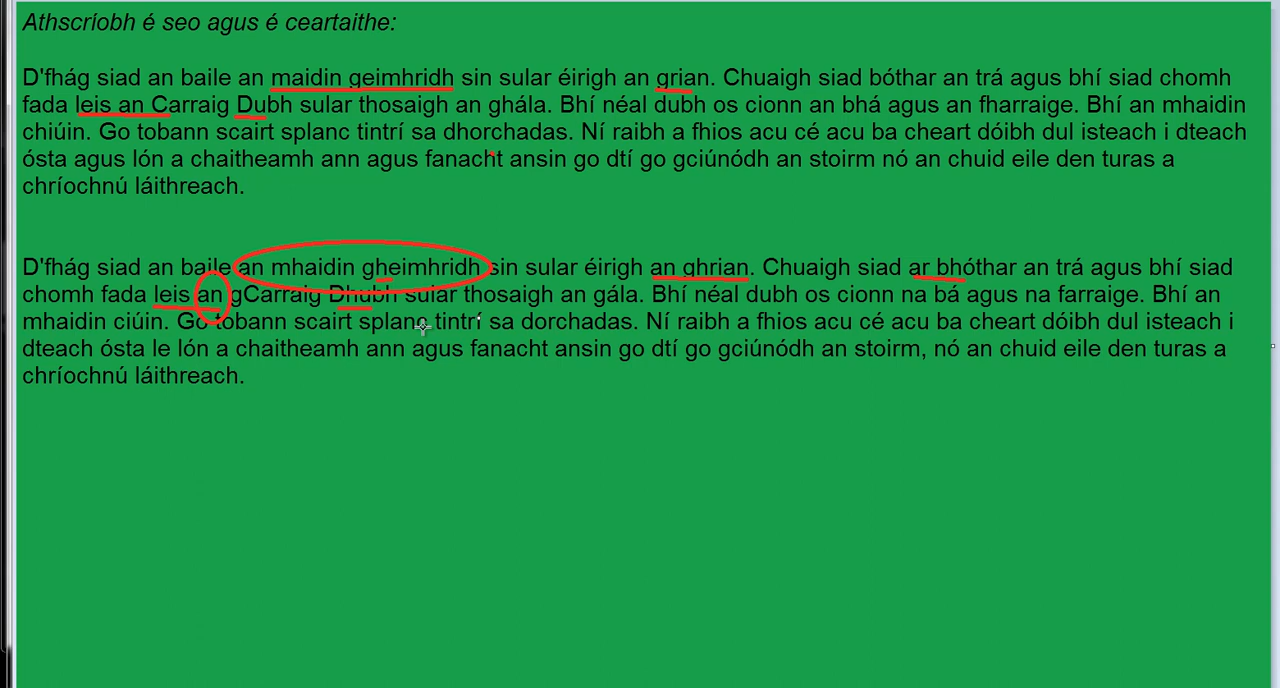 Athscríobh é seo agus é ceartaithe:
D'fhág siad an baile an maidin geimhridh sin sular éirigh an grian. Chuaigh siad bóthar an trá agus bhí siad chomh
fada leis an Carraig Dubh sular thosaigh an ghála. Bhí néal dubh os cionn an bhá agus an fharraige. Bhí an mhaidin
chiúin. Go tobann scairt splanc tintrí sa dhorchadas. Ní raibh a fhios acu cé acu ba cheart dóibh dul isteach i dteach
ósta agus lón a chaitheamh ann agus fanacht ansin go dtí go gciúnódh an stoirm nó an chuid eile den turas a
chríochnú láithreach.
D'fhág siad an baile an mhaidin gheimhridh sin sular éirigh an ghrian. Chuaigh siad ar bhóthar an trá agus bhí siad
chomh fada leis an gCarraig Dhubh sular thosaigh an gála. Bhí néal dubh os cionn na bá agus na farraige. Bhí an
mhaidin ciúin. Go tobann scairt splanc tintrí sa dorchadas. Ní raibh a fhios acu cé acu ba cheart dóibh dul isteach i
dteach ósta le lón a chaitheamh ann agus fanacht ansin go dtí go gciúnódh an stoirm, nó an chuid eile den turas a
chríochnú láithreach.